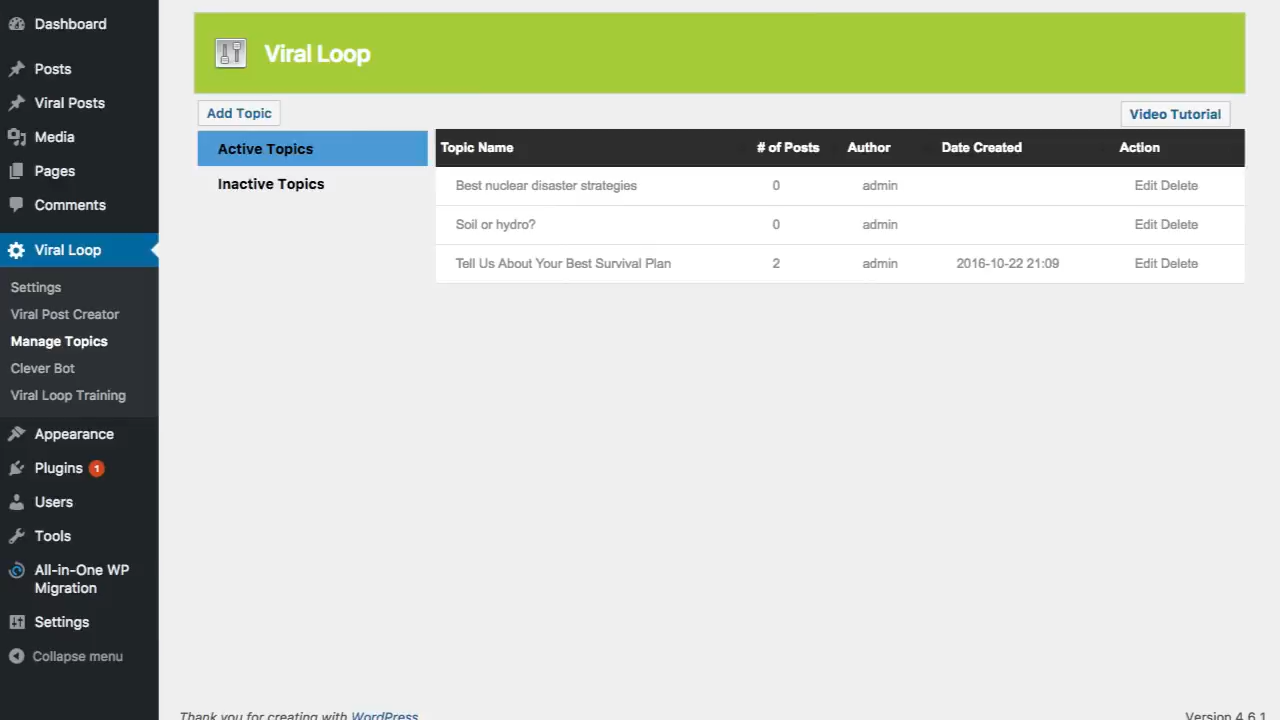 Dashboard
Posts
Viral Posts
Media
Pages
Comments
Viral Loop
Settings
Viral Post Creator
Manage Topics
Clever Bot
Viral Loop Training
Appearance
Plugins 1
Users
Tools
All-in-One WP
Migration
Settings
Collapse menu
Viral Loop
Add Topic
Video Tutorial
Active Topics
Inactive Topics
Topic Name # of Posts Author Date Created Action
Best nuclear disaster strategies 0 admin Edit Delete
Soil or hydro? 0 admin Edit Delete
Tell Us About Your Best Survival Plan 2 admin 2016-10-22 21:09 Edit Delete
Thank you for creating with WordPress
Version 4.6.1